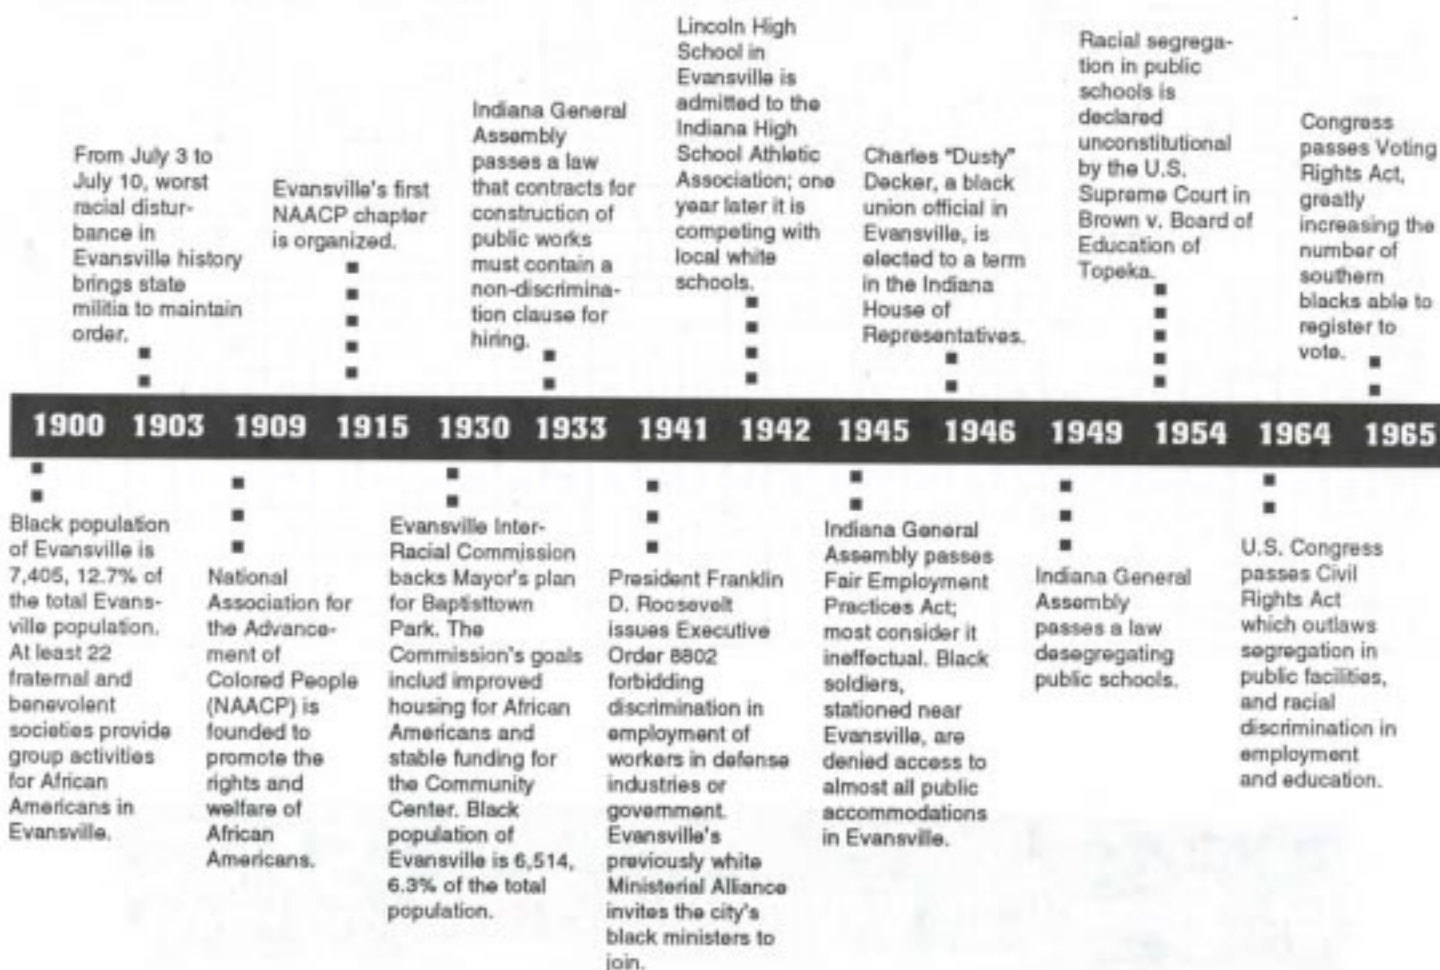 From July 3 to
July 10, worst
racial distur-
bance in
Evansville history
brings state
militia to maintain
order.
Evansville's first
NAACP chapter
is organized.
Indiana General
Assembly
passes a law
that contracts for
construction of
public works
must contain a
non-discrimina-
tion clause for
hiring.
Lincoln High
School in
Evansville is
admitted to the
Indiana High
School Athletic
Association; one
year later it is
competing with
local white
schools.
Charles "Dusty"
Decker, a black
union official in
Evansville, is
elected to a term
in the Indiana
House of
Representatives.
Racial segrega-
tion in public
schools is
declared
unconstitutional
by the U.S.
Supreme Court in
Brown v. Board of
Education of
Topeka.
Congress
passes Voting
Rights Act,
greatly
increasing the
number of
southern
blacks able to
register to
vote.
1900 1903 1909 1915 1930 1933 1941 1942 1945 1946 1949 1954 1964 1965
Black population
of Evansville is
7,405, 12.7% of
the total Evans-
ville population.
At least 22
fraternal and
benevolent
societies provide
group activities
for African
Americans in
Evansville.
National
Association for
the Advance-
ment of
Colored People
(NAACP) is
founded to
promote the
rights and
welfare of
African
Americans.
Evansville Inter-
Racial Commission
backs Mayor's plan
for Baptisttown
Park. The
Commission's goals
includ improved
housing for African
Americans and
stable funding for
the Community
Center. Black
population of
Evansville is 6,514,
6.3% of the total
population.
President Franklin
D. Roosevelt
issues Executive
Order 8802
forbidding
discrimination in
employment of
workers in defense
industries or
government.
Evansville's
previously white
Ministerial Alliance
invites the city's
black ministers to
join.
Indiana General
Assembly passes
Fair Employment
Practices Act;
most consider it
ineffectual. Black
soldiers,
stationed near
Evansville, are
denied access to
almost all public
accommodations
in Evansville.
Indiana General
Assembly
passes a law
desegregating
public schools.
U.S. Congress
passes Civil
Rights Act
which outlaws
segregation in
public facilities,
and racial
discrimination in
employment
and education.